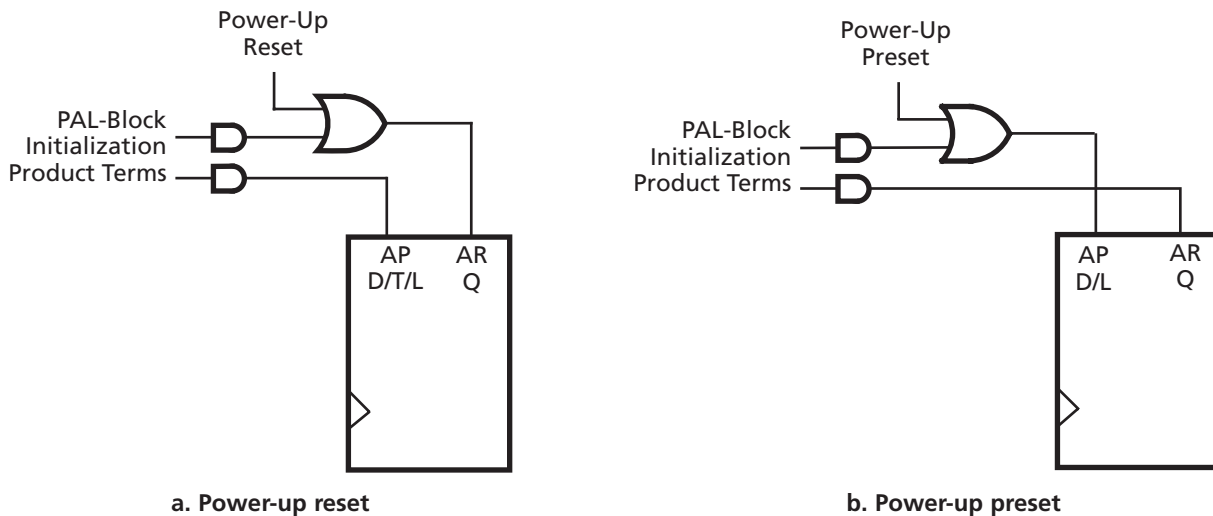 Power-Up
Reset
PAL-Block
Initialization
Product Terms
AP
AR
D/T/L
Q
a. Power-up reset
Power-Up
Preset
PAL-Block
Initialization
Product Terms
AP
AR
D/L
Q
b. Power-up preset